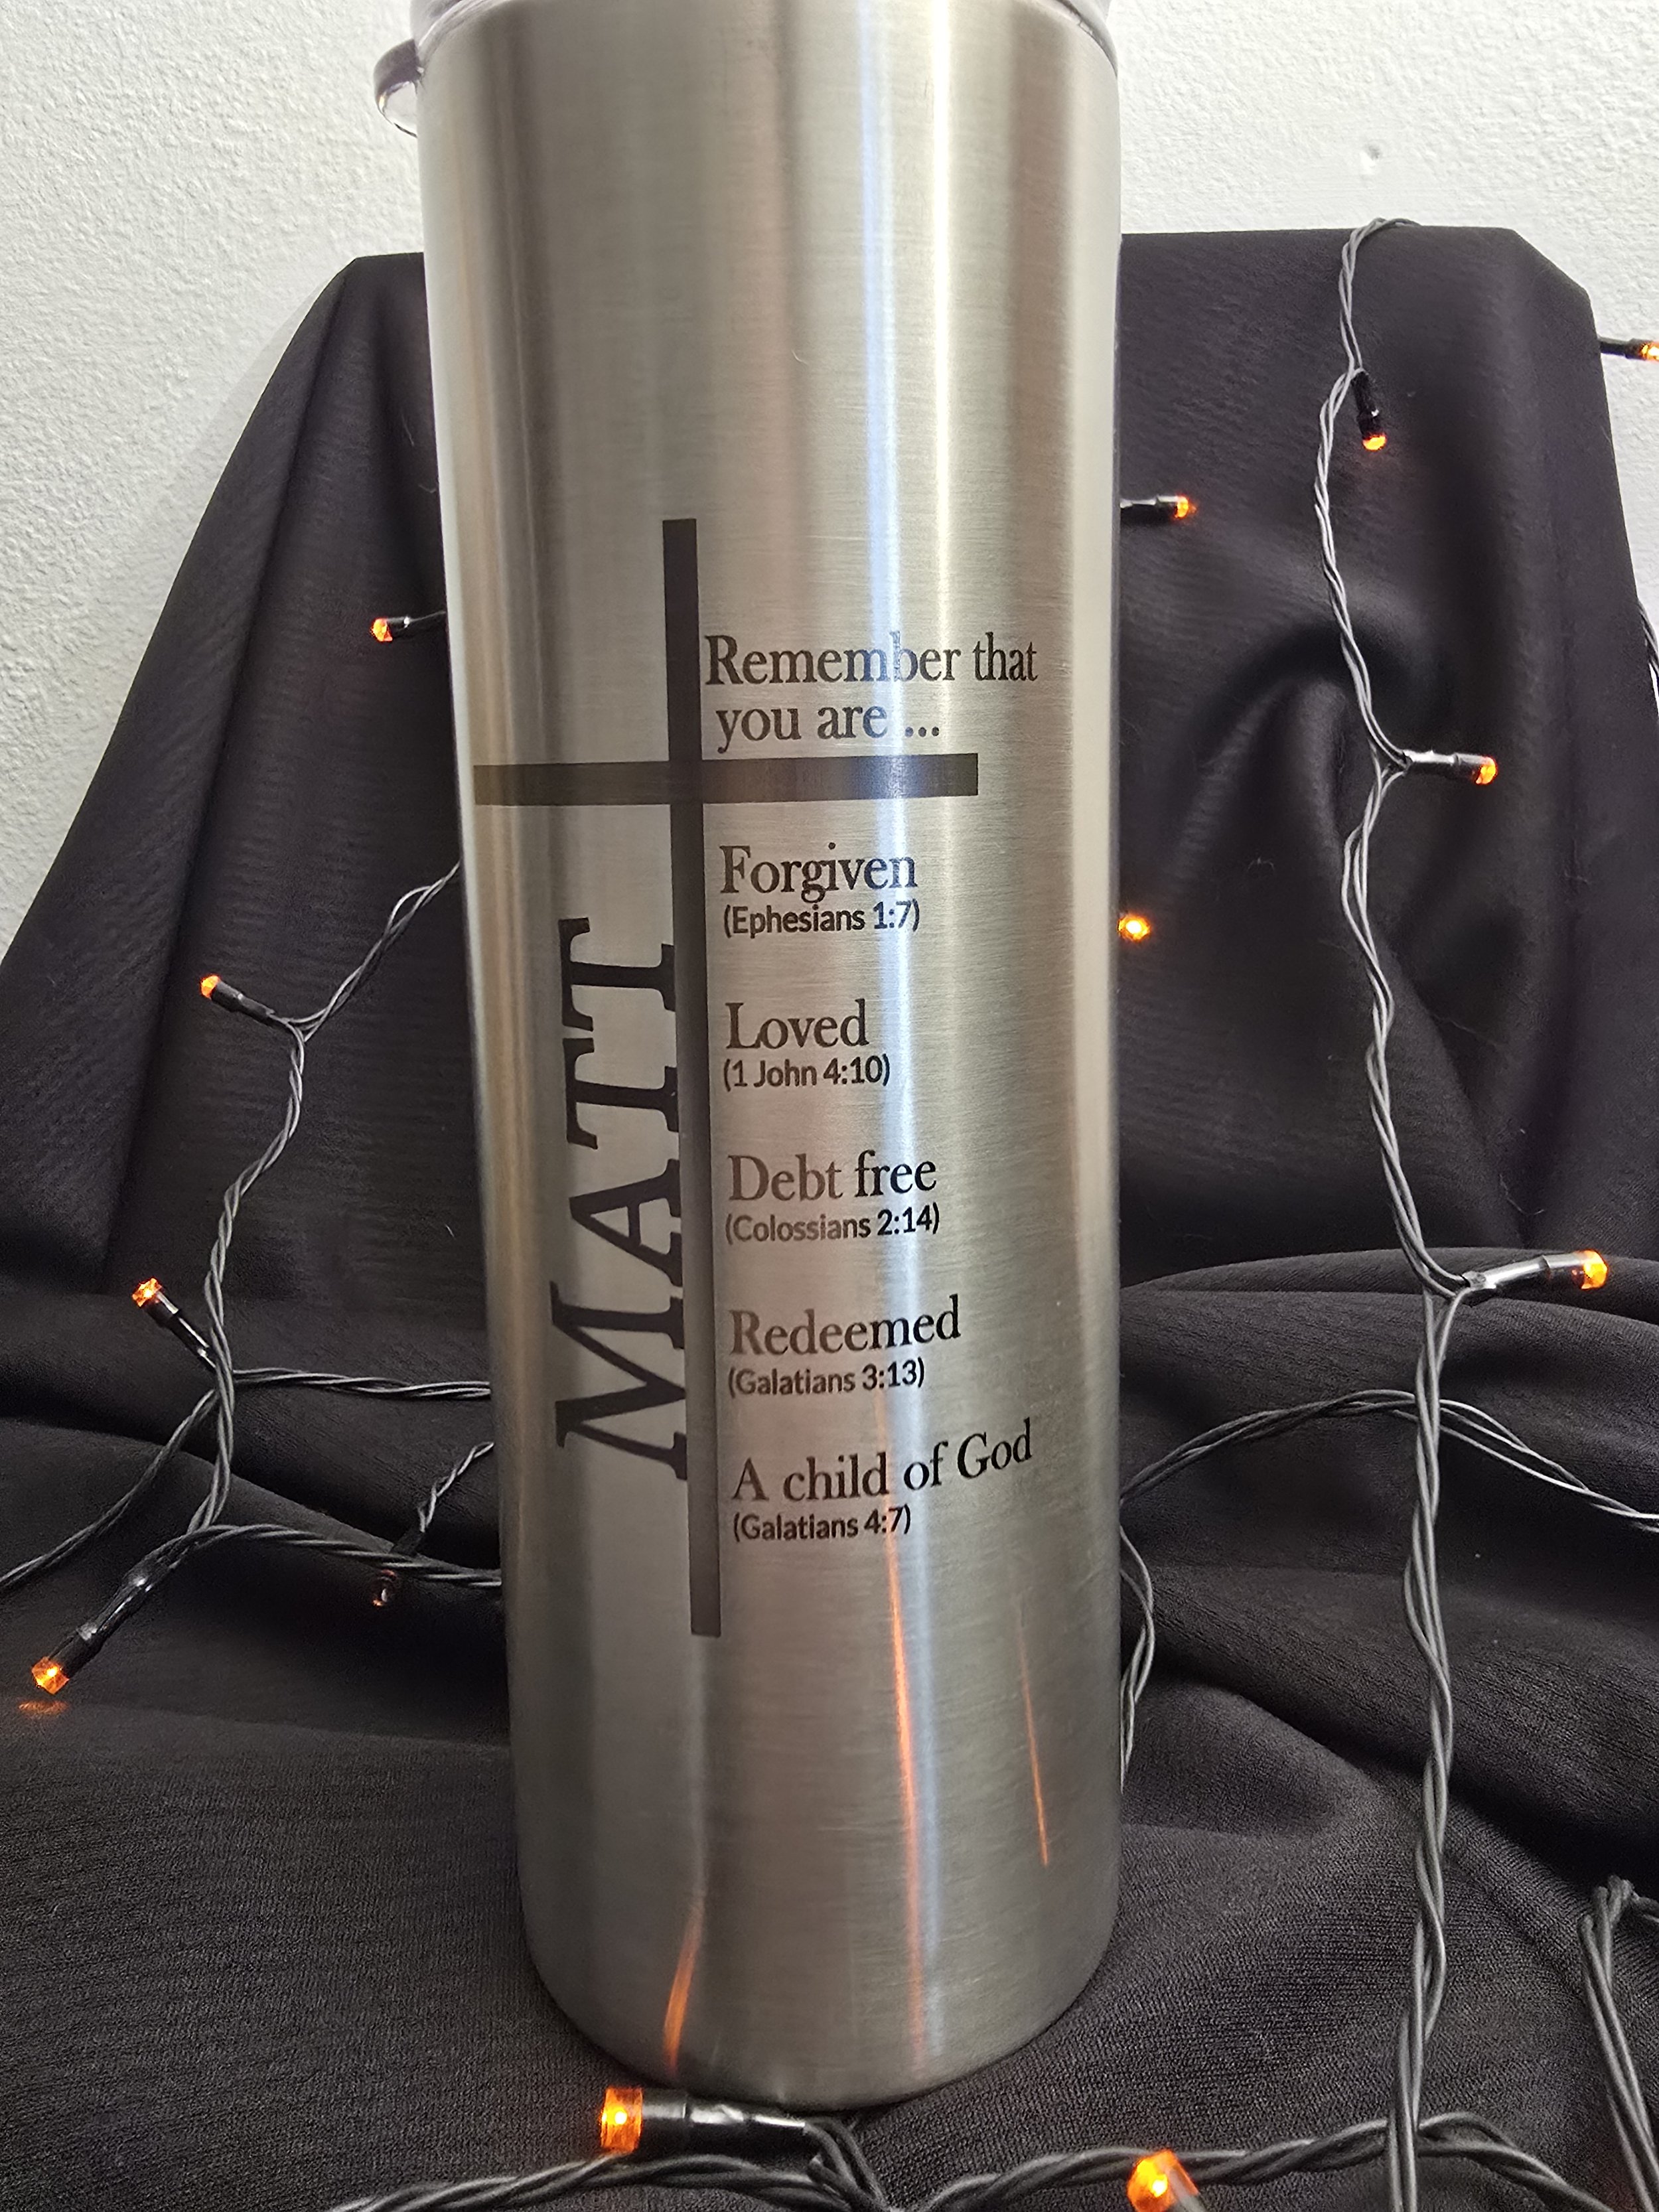 Remember that
you are ...
MATT
Forgiven
(Ephesians 1:7)
Loved
(1 John 4:10)
Debt free
(Colossians 2:14)
Redeemed
(Galatians 3:13)
A child of God
(Galatians 4:7)